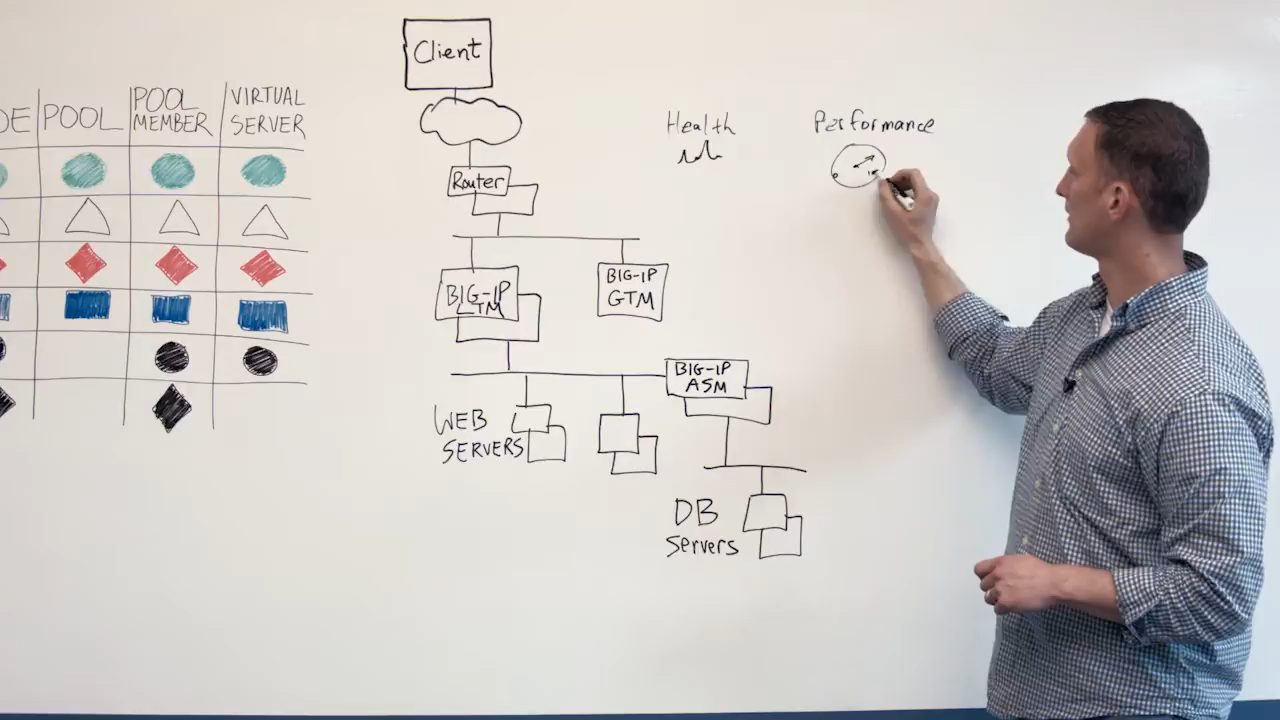 DE
POOL
POOL
MEMBER
VIRTUAL
SERVER
Client
Router
BIG-IP
LTM
BIG-IP
GTM
BIG-IP
ASM
WEB
SERVERS
DB
Servers
Health
Performance